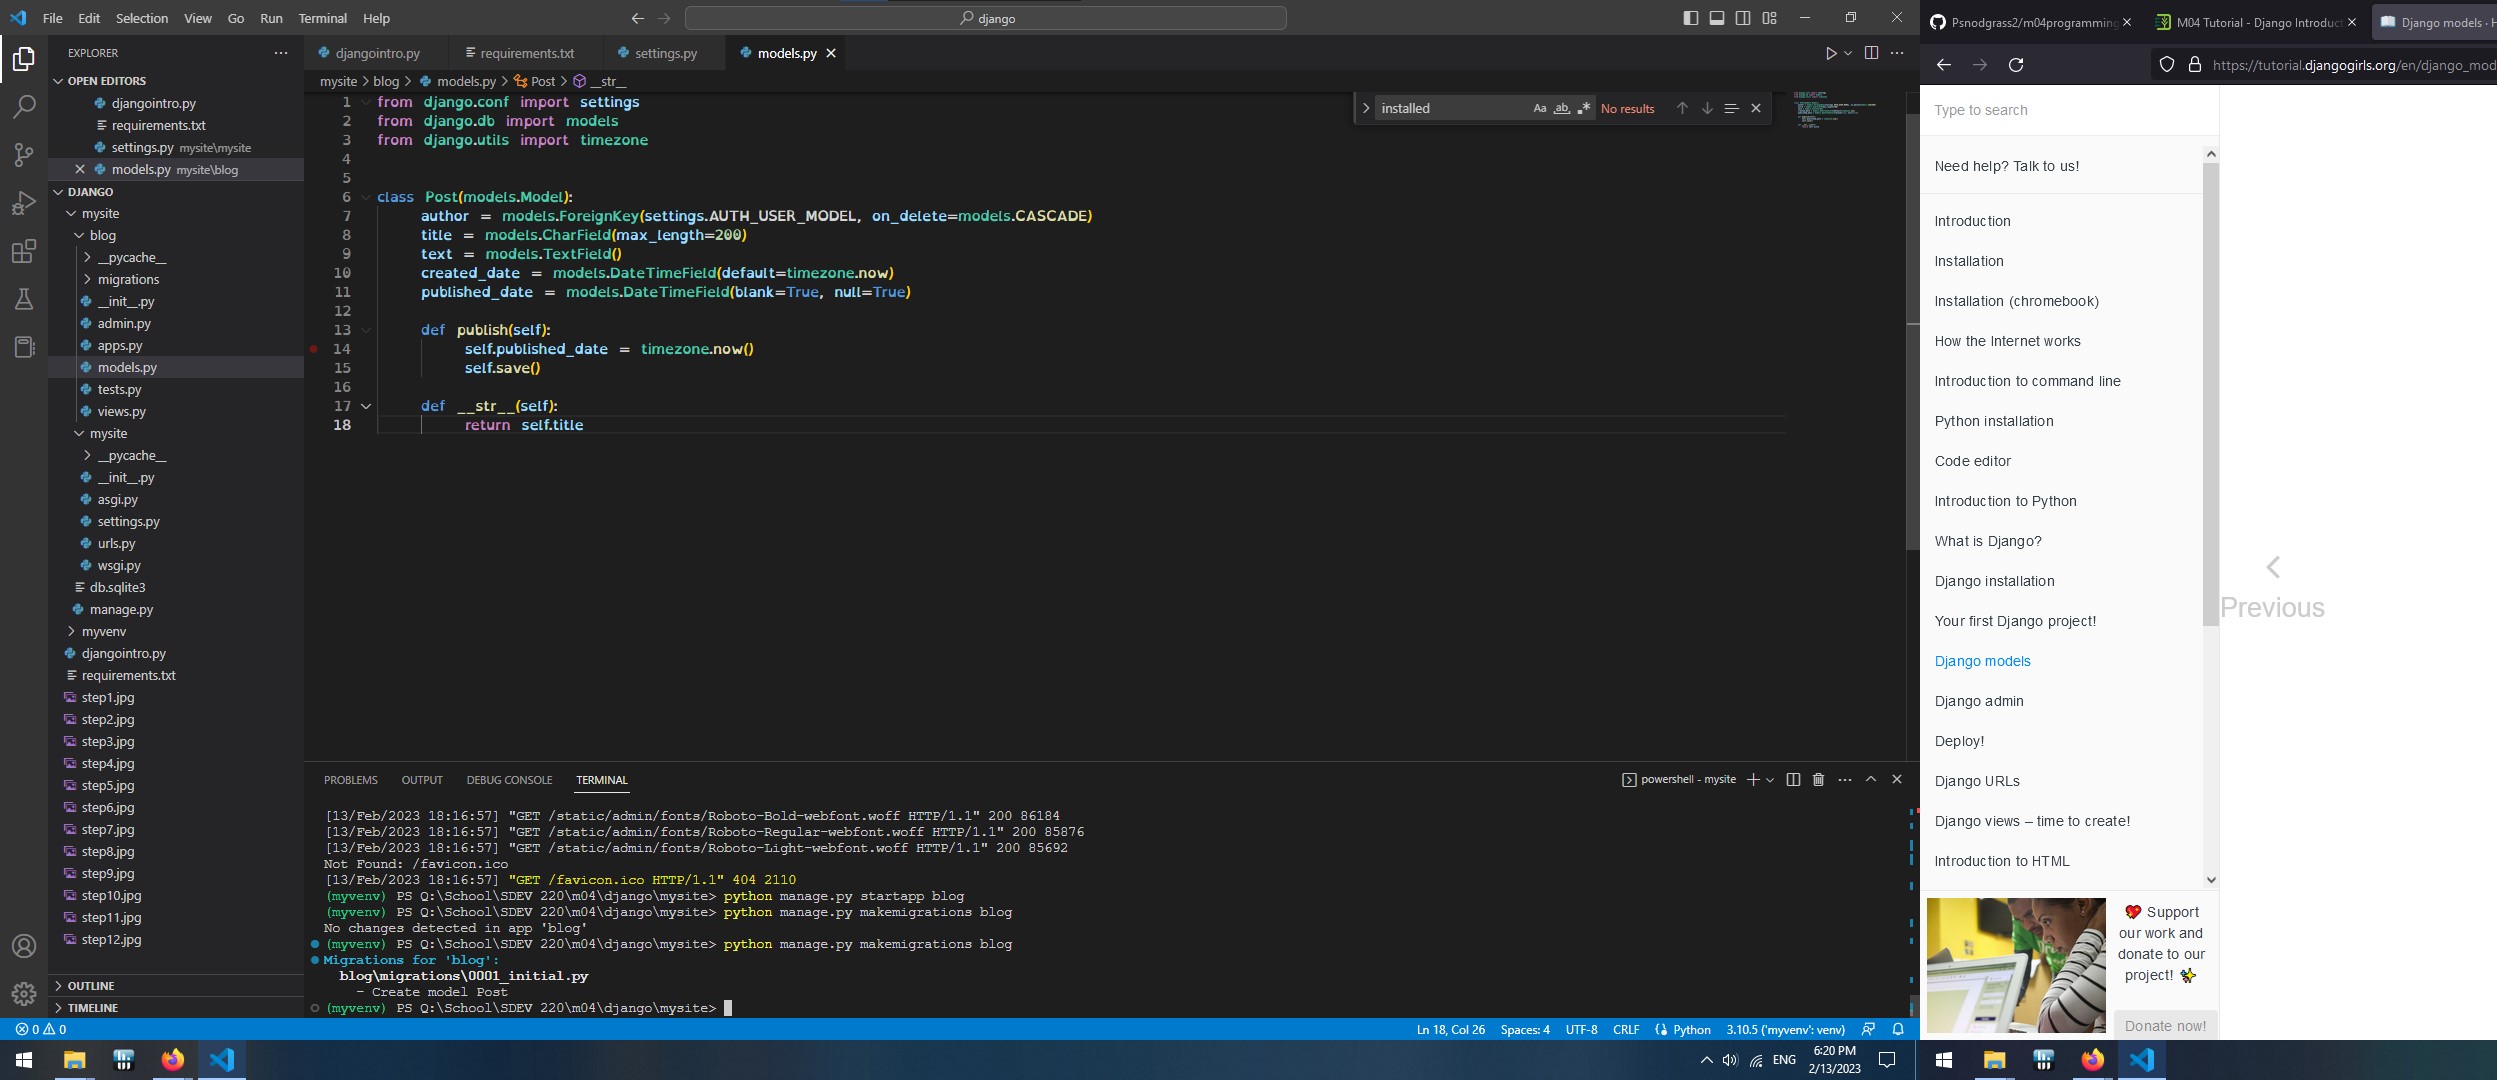 File Edit Selection View Go Run Terminal Help
django
EXPLORER
OPEN EDITORS
djangointro.py
requirements.txt
settings.py mysite\mysite
models.py mysite\blog
DJANGO
mysite
blog
__pycache__
migrations
__init__.py
admin.py
apps.py
models.py
tests.py
views.py
mysite
__pycache__
__init__.py
asgi.py
settings.py
urls.py
wsgi.py
db.sqlite3
manage.py
myvenv
djangointro.py
requirements.txt
step1.jpg
step2.jpg
step3.jpg
step4.jpg
step5.jpg
step6.jpg
step7.jpg
step8.jpg
step9.jpg
step10.jpg
step11.jpg
step12.jpg
OUTLINE
TIMELINE
djangointro.py requirements.txt settings.py models.py
mysite > blog > models.py > Post > __str__
installed Aa ab .* No results
1 from django.conf import settings
2 from django.db import models
3 from django.utils import timezone
4
5
6 class Post(models.Model):
7 author = models.ForeignKey(settings.AUTH_USER_MODEL, on_delete=models.CASCADE)
8 title = models.CharField(max_length=200)
9 text = models.TextField()
10 created_date = models.DateTimeField(default=timezone.now)
11 published_date = models.DateTimeField(blank=True, null=True)
12
13 def publish(self):
14 self.published_date = timezone.now()
15 self.save()
16
17 def __str__(self):
18 return self.title
PROBLEMS OUTPUT DEBUG CONSOLE TERMINAL
powershell - mysite
[13/Feb/2023 18:16:57] "GET /static/admin/fonts/Roboto-Bold-webfont.woff HTTP/1.1" 200 86184
[13/Feb/2023 18:16:57] "GET /static/admin/fonts/Roboto-Regular-webfont.woff HTTP/1.1" 200 85876
[13/Feb/2023 18:16:57] "GET /static/admin/fonts/Roboto-Light-webfont.woff HTTP/1.1" 200 85692
Not Found: /favicon.ico
[13/Feb/2023 18:16:57] "GET /favicon.ico HTTP/1.1" 404 2110
(myvenv) PS Q:\School\SDEV 220\m04\django\mysite> python manage.py startapp blog
(myvenv) PS Q:\School\SDEV 220\m04\django\mysite> python manage.py makemigrations blog
No changes detected in app 'blog'
(myvenv) PS Q:\School\SDEV 220\m04\django\mysite> python manage.py makemigrations blog
Migrations for 'blog':
blog\migrations\0001_initial.py
- Create model Post
(myvenv) PS Q:\School\SDEV 220\m04\django\mysite>
0 0
Ln 18, Col 26 Spaces: 4 UTF-8 CRLF Python 3.10.5 ('myvenv': venv)
ENG
6:20 PM
2/13/2023
Psnodgrass2/m04programming
M04 Tutorial - Django Introduct
Django models · H
https://tutorial.djangogirls.org/en/django_mod
Type to search
Need help? Talk to us!
Introduction
Installation
Installation (chromebook)
How the Internet works
Introduction to command line
Python installation
Code editor
Introduction to Python
What is Django?
Django installation
Your first Django project!
Django models
Django admin
Deploy!
Django URLs
Django views – time to create!
Introduction to HTML
💖 Support
our work and
donate to our
project! ✨
Donate now!
Previous